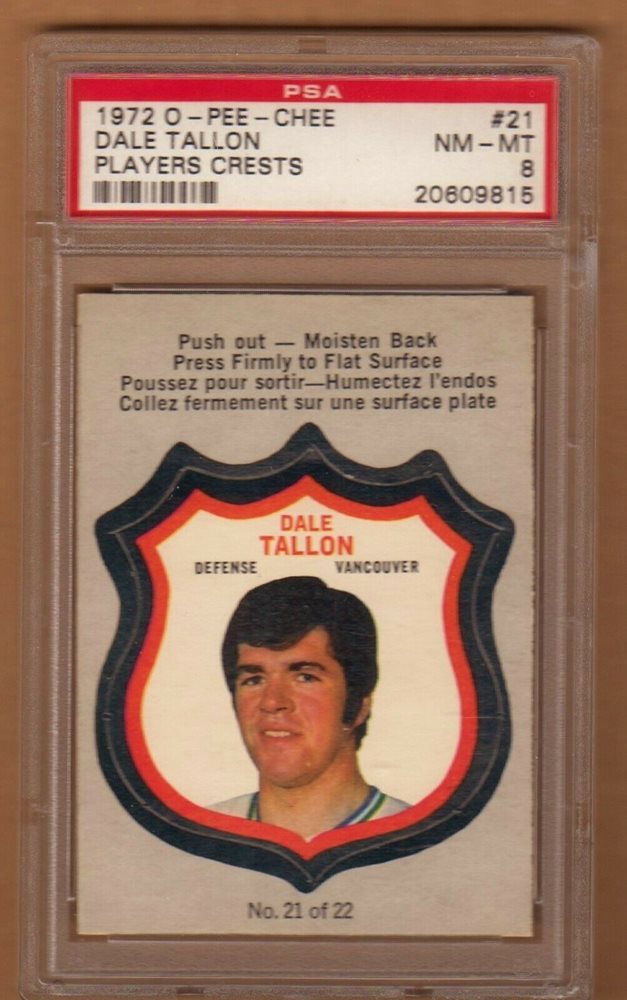 PSA
1972 O-PEE-CHEE #21
DALE TALLON NM-MT
PLAYERS CRESTS 8
20609815
Push out — Moisten Back
Press Firmly to Flat Surface
Poussez pour sortir—Humectez l'endos
Collez fermement sur une surface plate
DALE
TALLON
DEFENSE VANCOUVER
No. 21 of 22